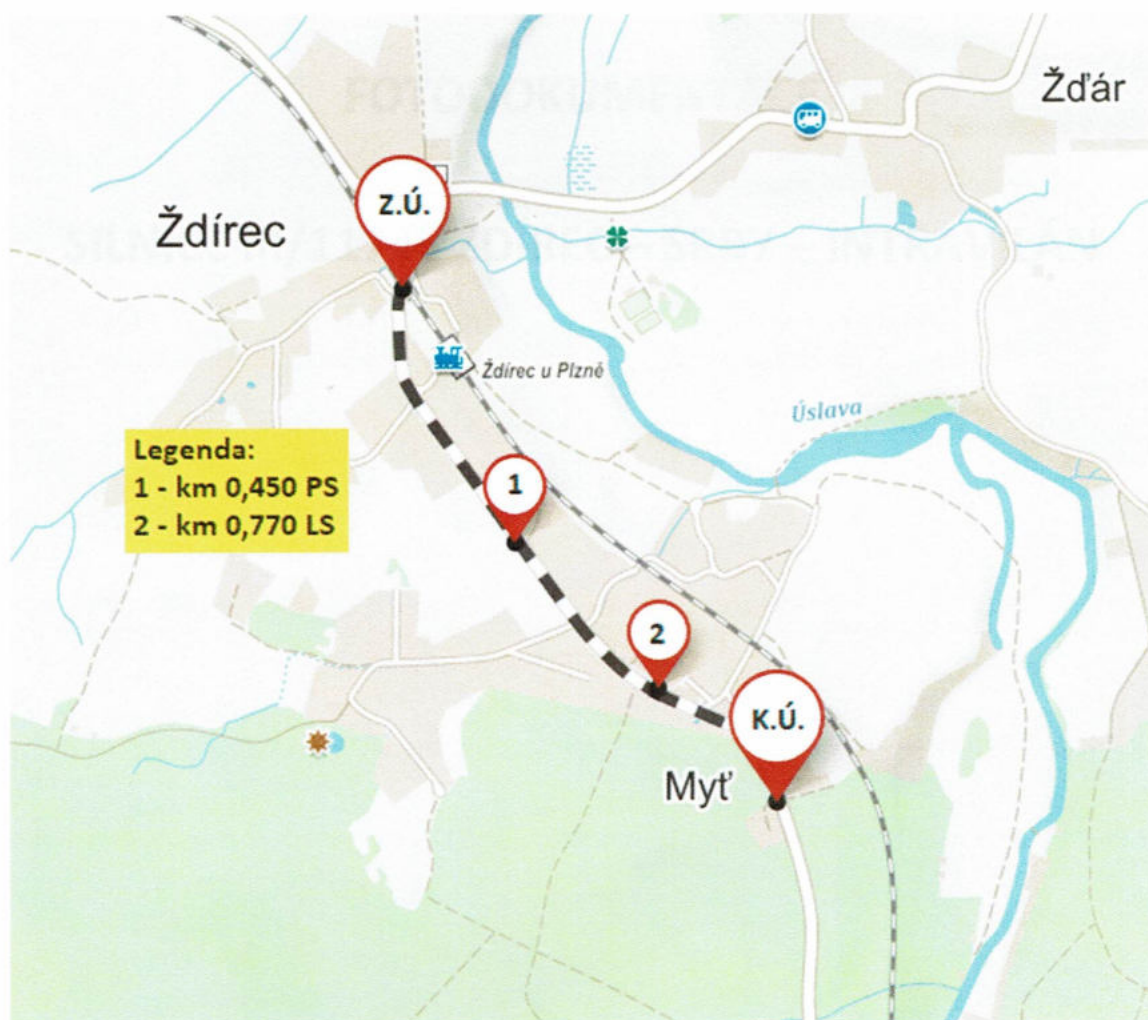 Žďár
Z.Ú.
Ždírec
Ždírec u Plzně
Úslava
Legenda:
1 - km 0,450 PS
2 - km 0,770 LS
1
2
K.Ú.
Myť